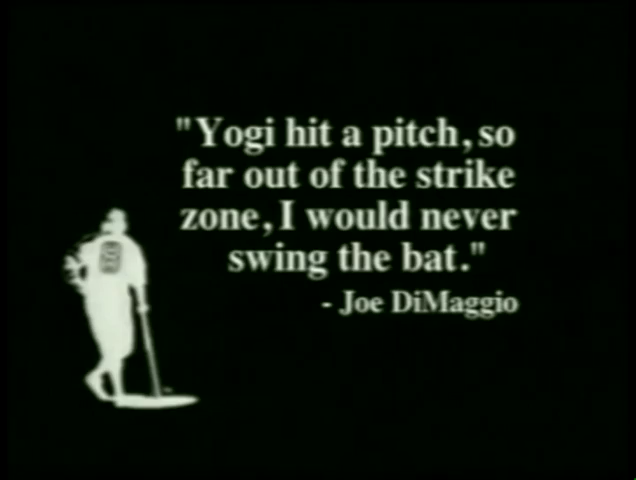 "Yogi hit a pitch, so
far out of the strike
zone, I would never
swing the bat."
- Joe DiMaggio